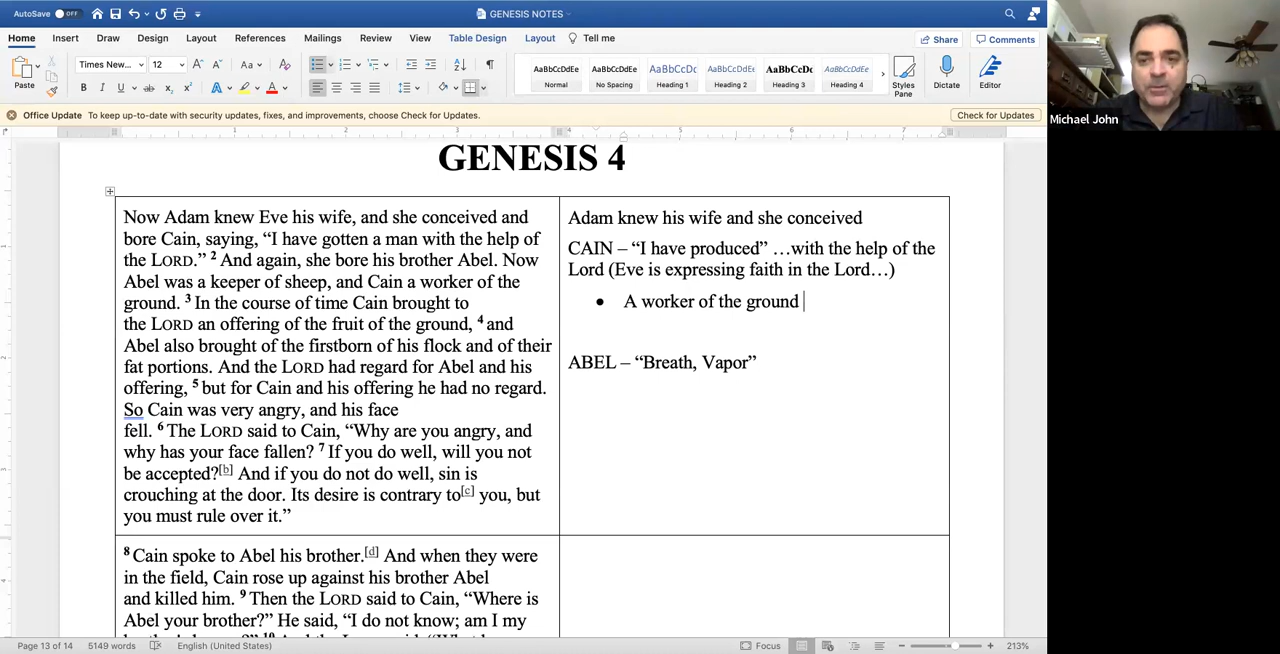 AutoSave OFF GENESIS NOTES
Home Insert Draw Design Layout References Mailings Review View Table Design Layout Tell me Share Comments
Paste Times New... 12 Aa AaBbCcDdEe AaBbCcDdEe AaBbCcDc AaBbCcDdEe AaBbCcDc AaBbCcDdEe
Normal No Spacing Heading 1 Heading 2 Heading 3 Heading 4 Styles Pane Dictate Editor
Office Update To keep up-to-date with security updates, fixes, and improvements, choose Check for Updates. Check for Updates
Michael John
1 2 3 4 5 6 7
GENESIS 4
Now Adam knew Eve his wife, and she conceived and
bore Cain, saying, “I have gotten a man with the help of
the LORD.” 2 And again, she bore his brother Abel. Now
Abel was a keeper of sheep, and Cain a worker of the
ground. 3 In the course of time Cain brought to
the LORD an offering of the fruit of the ground, 4 and
Abel also brought of the firstborn of his flock and of their
fat portions. And the LORD had regard for Abel and his
offering, 5 but for Cain and his offering he had no regard.
So Cain was very angry, and his face
fell. 6 The LORD said to Cain, “Why are you angry, and
why has your face fallen? 7 If you do well, will you not
be accepted?[b] And if you do not do well, sin is
crouching at the door. Its desire is contrary to[c] you, but
you must rule over it.”
Adam knew his wife and she conceived
CAIN – “I have produced” …with the help of the
Lord (Eve is expressing faith in the Lord…)
• A worker of the ground
ABEL – “Breath, Vapor”
8 Cain spoke to Abel his brother.[d] And when they were
in the field, Cain rose up against his brother Abel
and killed him. 9 Then the LORD said to Cain, “Where is
Abel your brother?” He said, “I do not know; am I my
Page 13 of 14 5149 words English (United States) Focus 213%